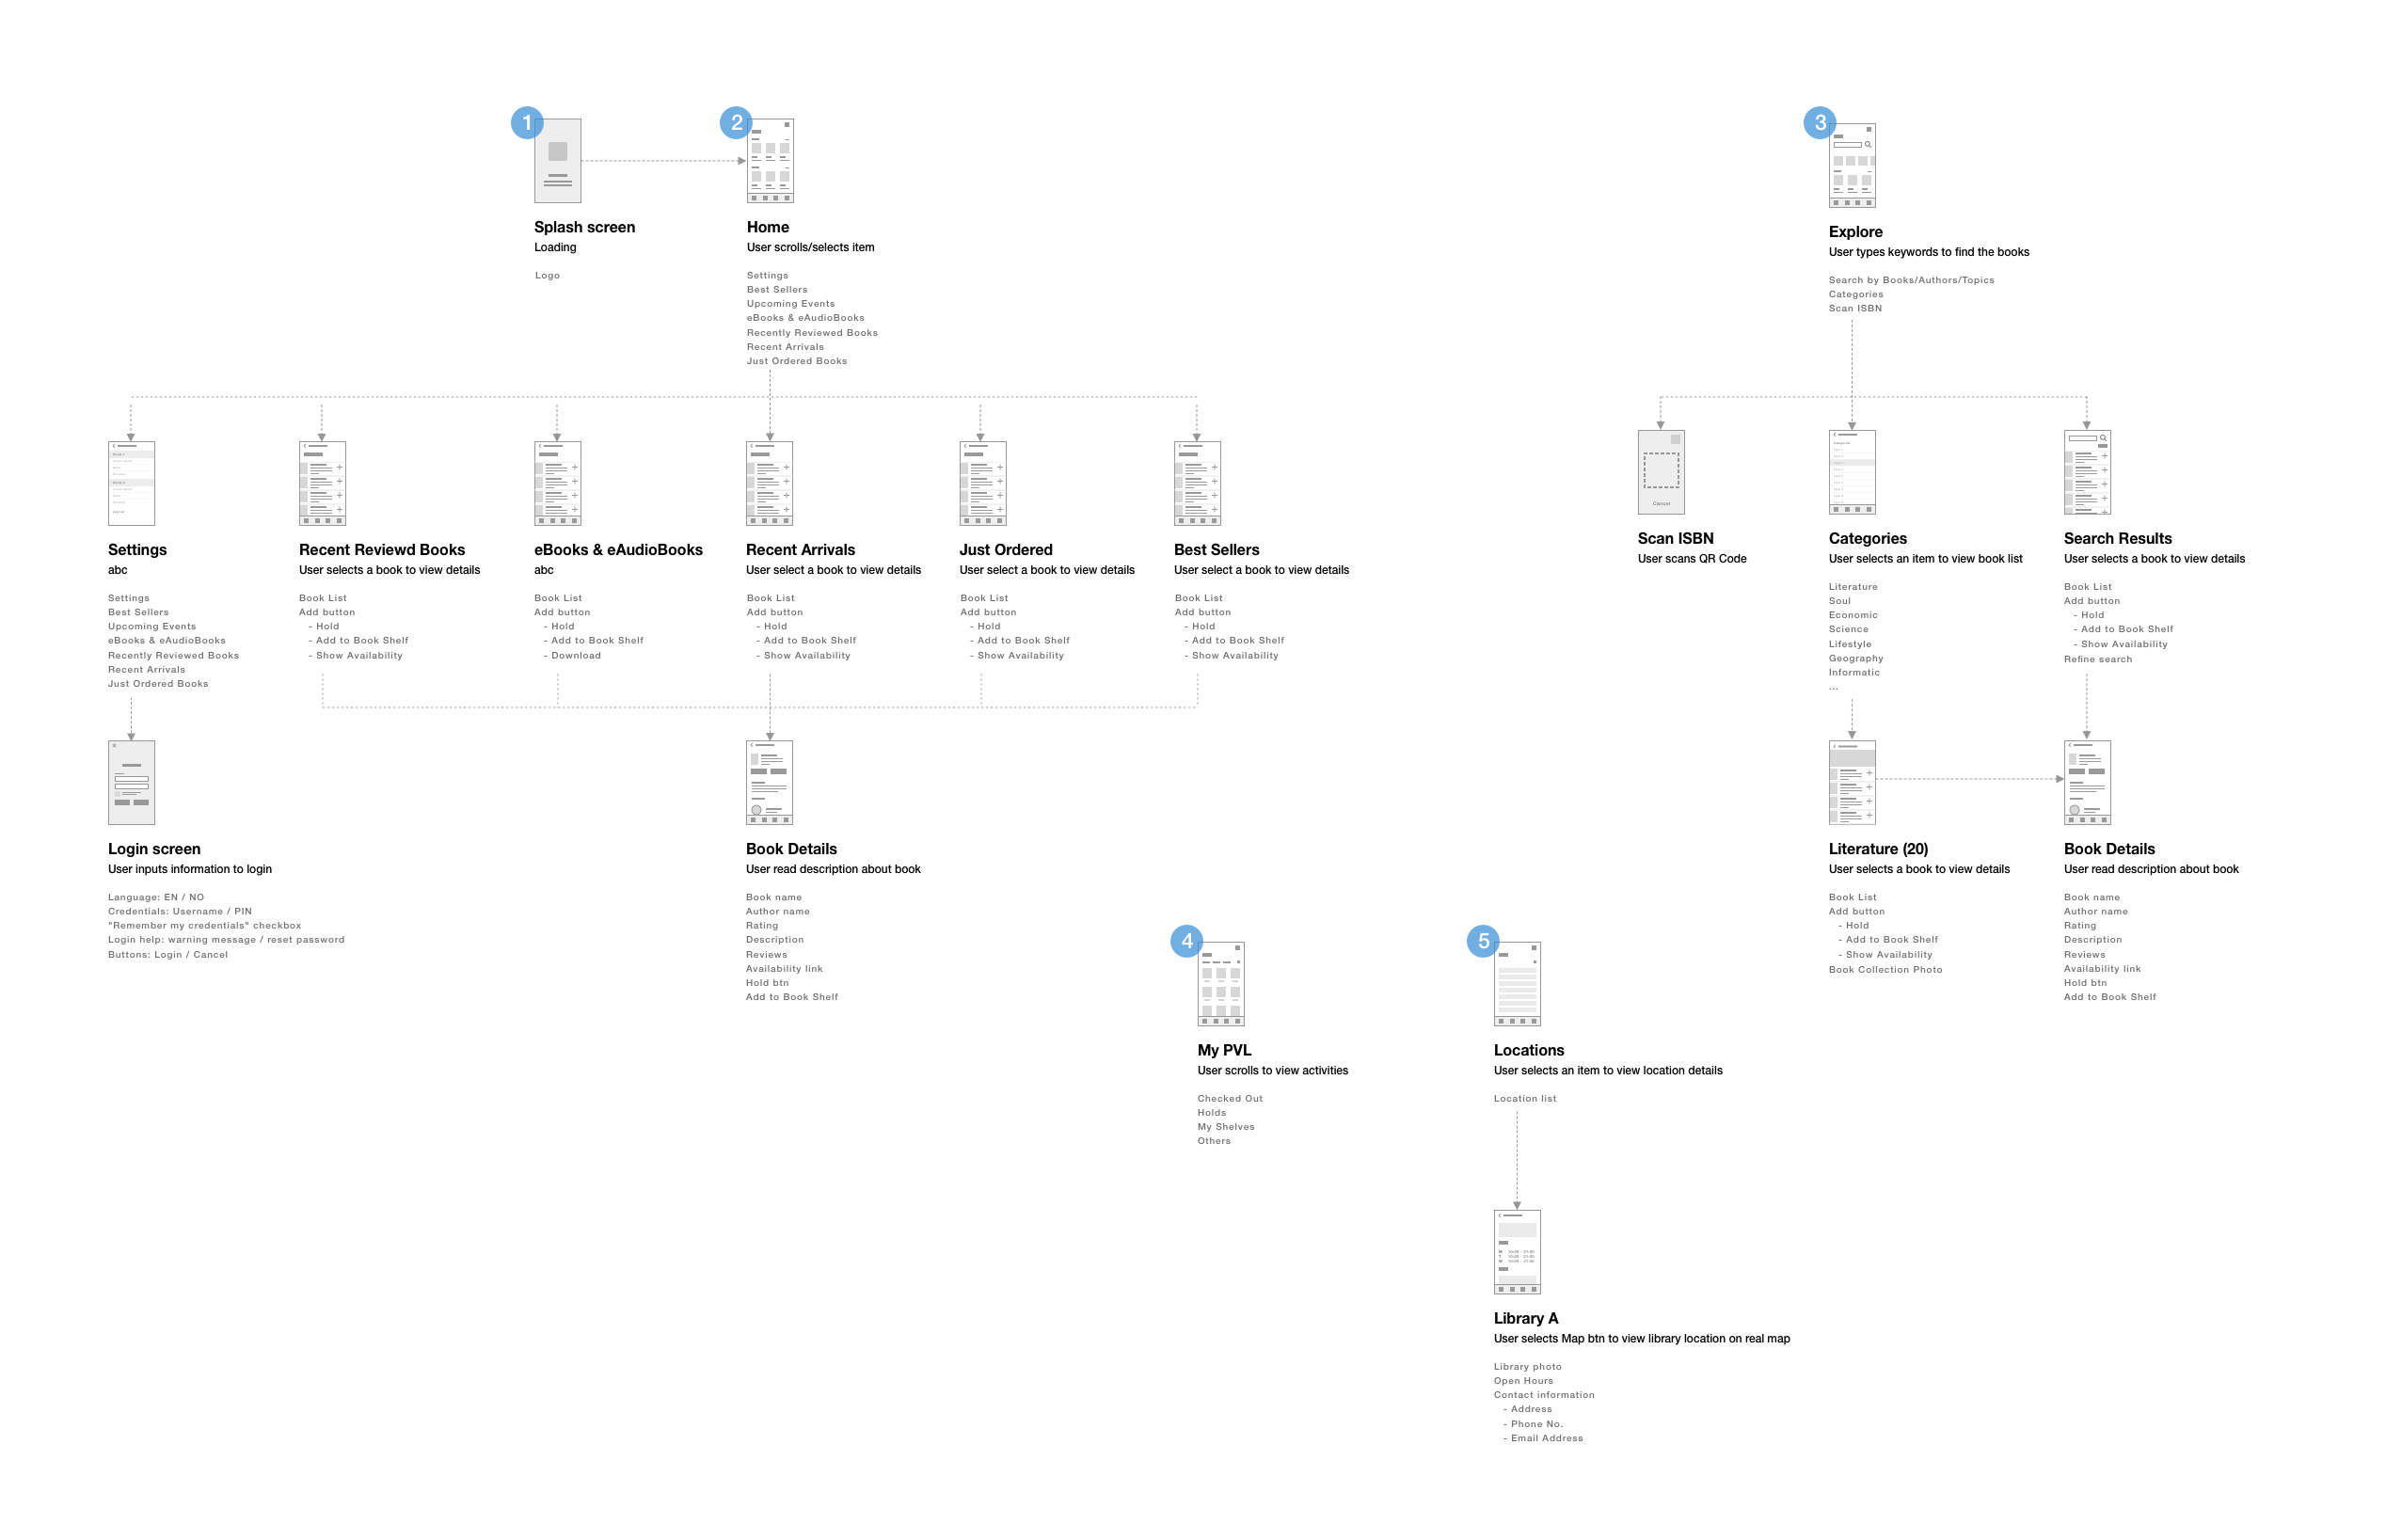 1
Splash screen
Loading
Logo
2
Home
User scrolls/selects item
Settings
Best Sellers
Upcoming Events
eBooks & eAudioBooks
Recently Reviewed Books
Recent Arrivals
Just Ordered Books
3
Explore
User types keywords to find the books
Search by Books/Authors/Topics
Categories
Scan ISBN
Settings
abc
Settings
Best Sellers
Upcoming Events
eBooks & eAudioBooks
Recently Reviewed Books
Recent Arrivals
Just Ordered Books
Recent Reviewd Books
User selects a book to view details
Book List
Add button
- Hold
- Add to Book Shelf
- Show Availability
eBooks & eAudioBooks
abc
Book List
Add button
- Hold
- Add to Book Shelf
- Download
Recent Arrivals
User select a book to view details
Book List
Add button
- Hold
- Add to Book Shelf
- Show Availability
Just Ordered
User select a book to view details
Book List
Add button
- Hold
- Add to Book Shelf
- Show Availability
Best Sellers
User select a book to view details
Book List
Add button
- Hold
- Add to Book Shelf
- Show Availability
Cancel
Scan ISBN
User scans QR Code
Categories
User selects an item to view book list
Literature
Soul
Economic
Science
Lifestyle
Geography
Informatic
...
Search Results
User selects a book to view details
Book List
Add button
- Hold
- Add to Book Shelf
- Show Availability
Refine search
Login screen
User inputs information to login
Language: EN / NO
Credentials: Username / PIN
"Remember my credentials" checkbox
Login help: warning message / reset password
Buttons: Login / Cancel
Book Details
User read description about book
Book name
Author name
Rating
Description
Reviews
Availability link
Hold btn
Add to Book Shelf
Literature (20)
User selects a book to view details
Book List
Add button
- Hold
- Add to Book Shelf
- Show Availability
Book Collection Photo
Book Details
User read description about book
Book name
Author name
Rating
Description
Reviews
Availability link
Hold btn
Add to Book Shelf
4
My PVL
User scrolls to view activities
Checked Out
Holds
My Shelves
Others
5
Locations
User selects an item to view location details
Location list
Library A
User selects Map btn to view library location on real map
Library photo
Open Hours
Contact information
- Address
- Phone No.
- Email Address